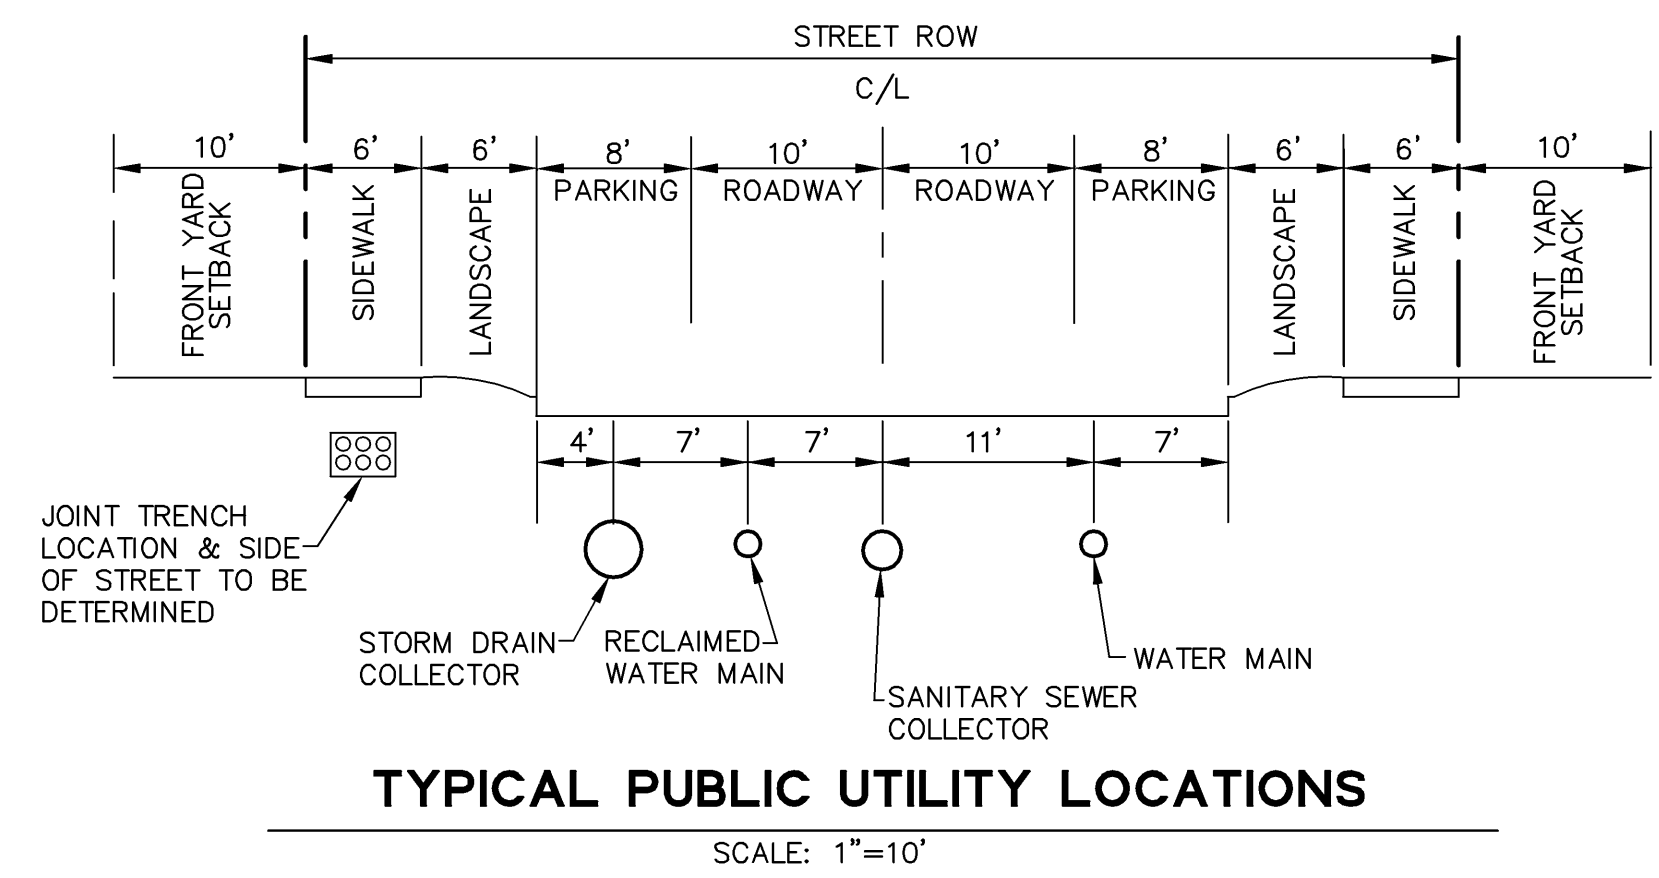 STREET ROW
C/L
10' 6' 6' 8' 10' 10' 8' 6' 6' 10'
FRONT YARD
SETBACK
SIDEWALK
LANDSCAPE
PARKING
ROADWAY
ROADWAY
PARKING
LANDSCAPE
SIDEWALK
FRONT YARD
SETBACK
4' 7' 7' 11' 7'
JOINT TRENCH
LOCATION & SIDE
OF STREET TO BE
DETERMINED
STORM DRAIN
COLLECTOR
RECLAIMED
WATER MAIN
SANITARY SEWER
COLLECTOR
WATER MAIN
TYPICAL PUBLIC UTILITY LOCATIONS
SCALE: 1"=10'